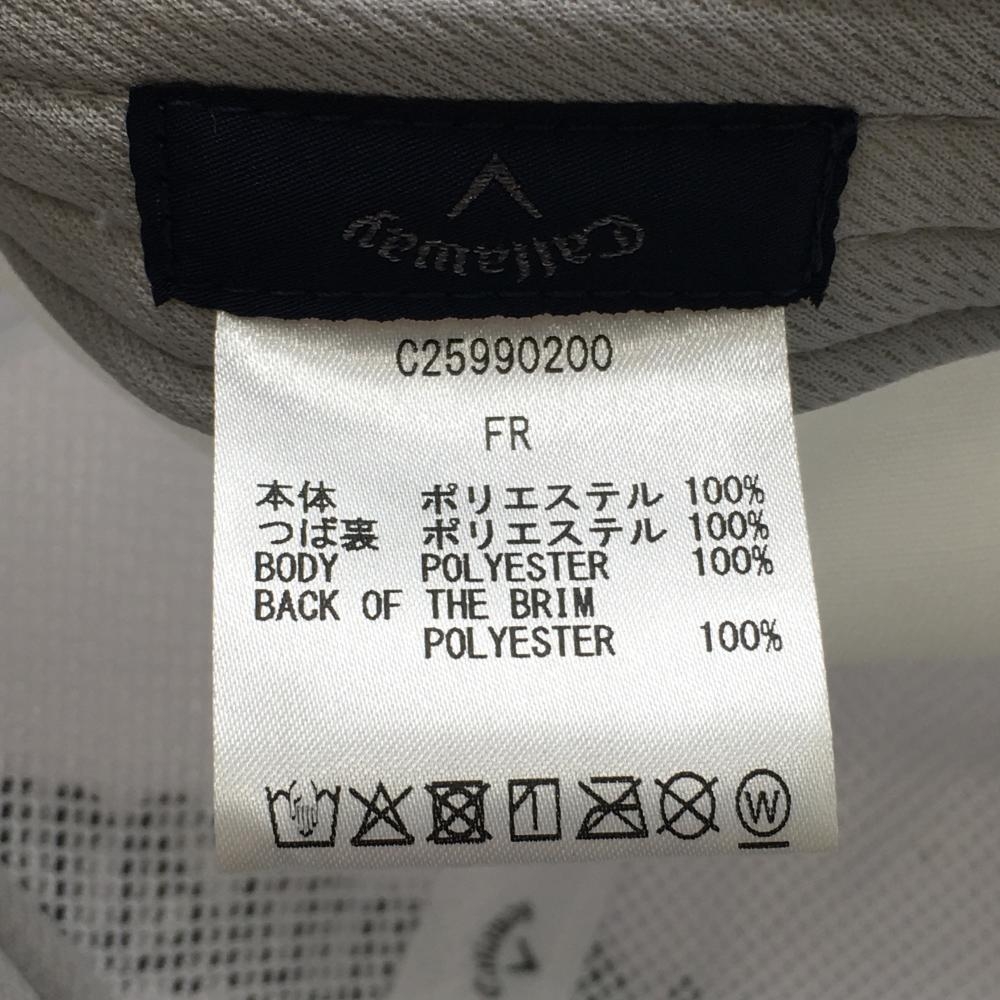 Callaway
C25990200
FR
本体 ポリエステル 100%
つば裏 ポリエステル 100%
BODY POLYESTER 100%
BACK OF THE BRIM
POLYESTER 100%
W